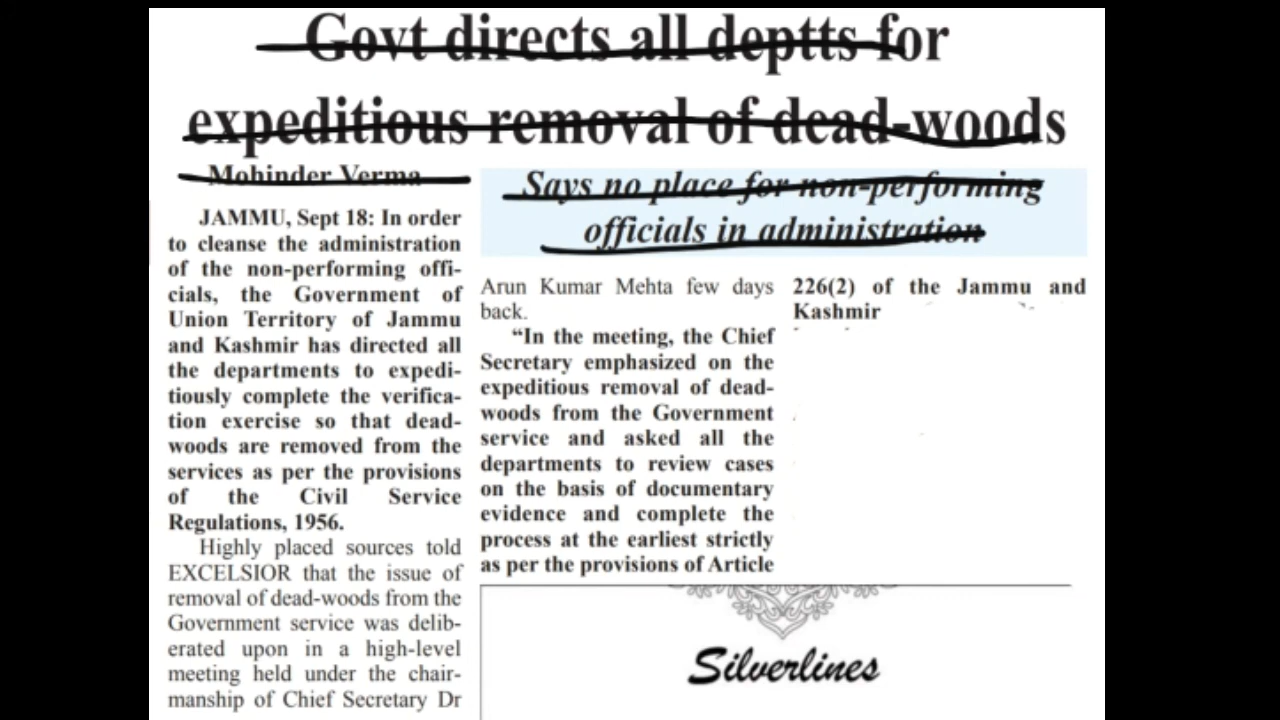 Govt directs all deptts for
expeditious removal of dead-woods
Mohinder Verma
Says no place for non-performing
officials in administration
JAMMU, Sept 18: In order
to cleanse the administration
of the non-performing offi-
cials, the Government of
Union Territory of Jammu
and Kashmir has directed all
the departments to expedi-
tiously complete the verifica-
tion exercise so that dead-
woods are removed from the
services as per the provisions
of the Civil Service
Regulations, 1956.
Highly placed sources told
EXCELSIOR that the issue of
removal of dead-woods from the
Government service was delib-
erated upon in a high-level
meeting held under the chair-
manship of Chief Secretary Dr
Arun Kumar Mehta few days
back.
“In the meeting, the Chief
Secretary emphasized on the
expeditious removal of dead-
woods from the Government
service and asked all the
departments to review cases
on the basis of documentary
evidence and complete the
process at the earliest strictly
as per the provisions of Article
226(2) of the Jammu and
Kashmir
Silverlines